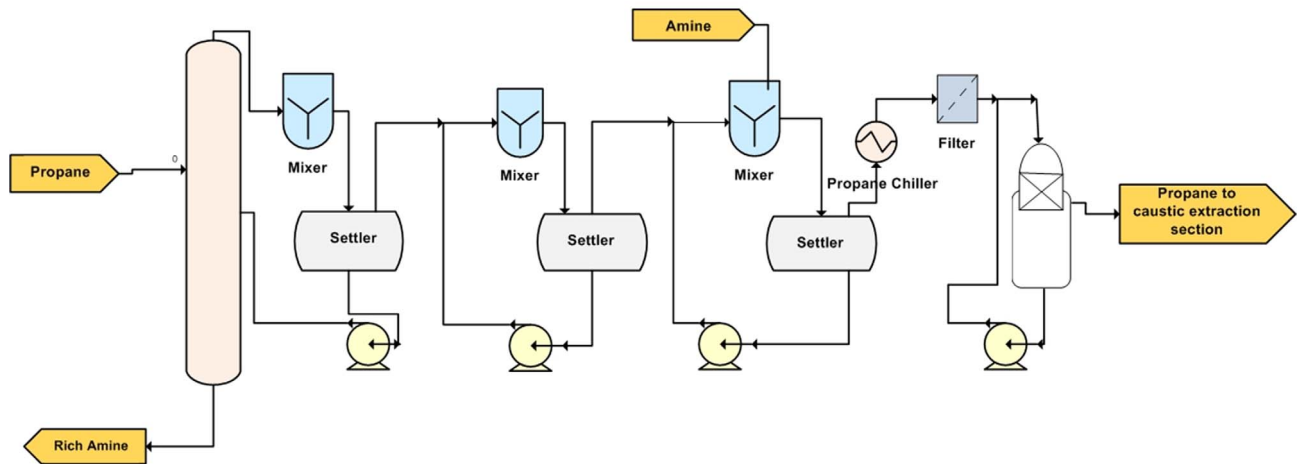 Amine
Propane
0
Mixer
Mixer
Mixer
Propane Chiller
Filter
Settler
Settler
Settler
Propane to
caustic extraction
section
Rich Amine